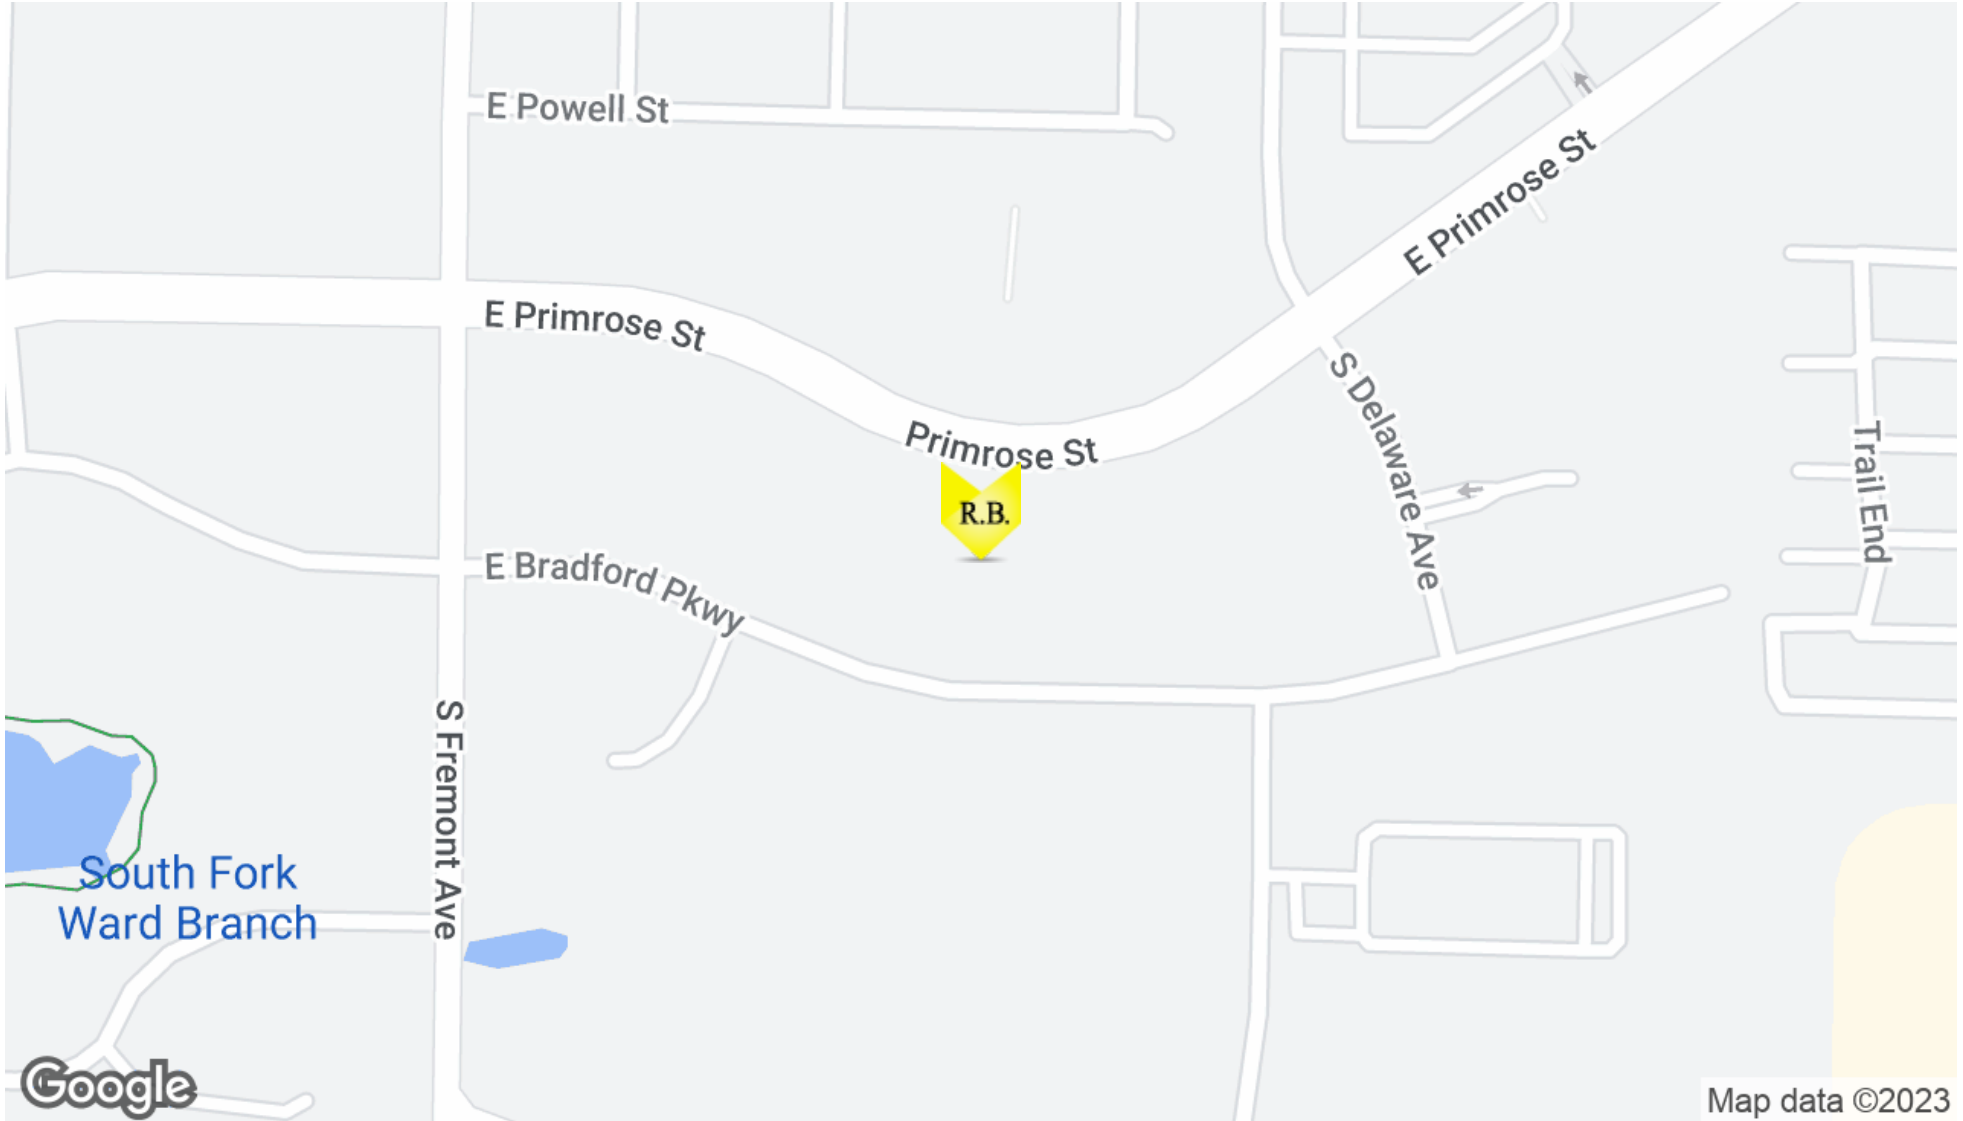 E Powell St
E Primrose St
E Primrose St
Primrose St
S Delaware Ave
Trail End
R.B.
E Bradford Pkwy
S Fremont Ave
South Fork
Ward Branch
Google
Map data ©2023